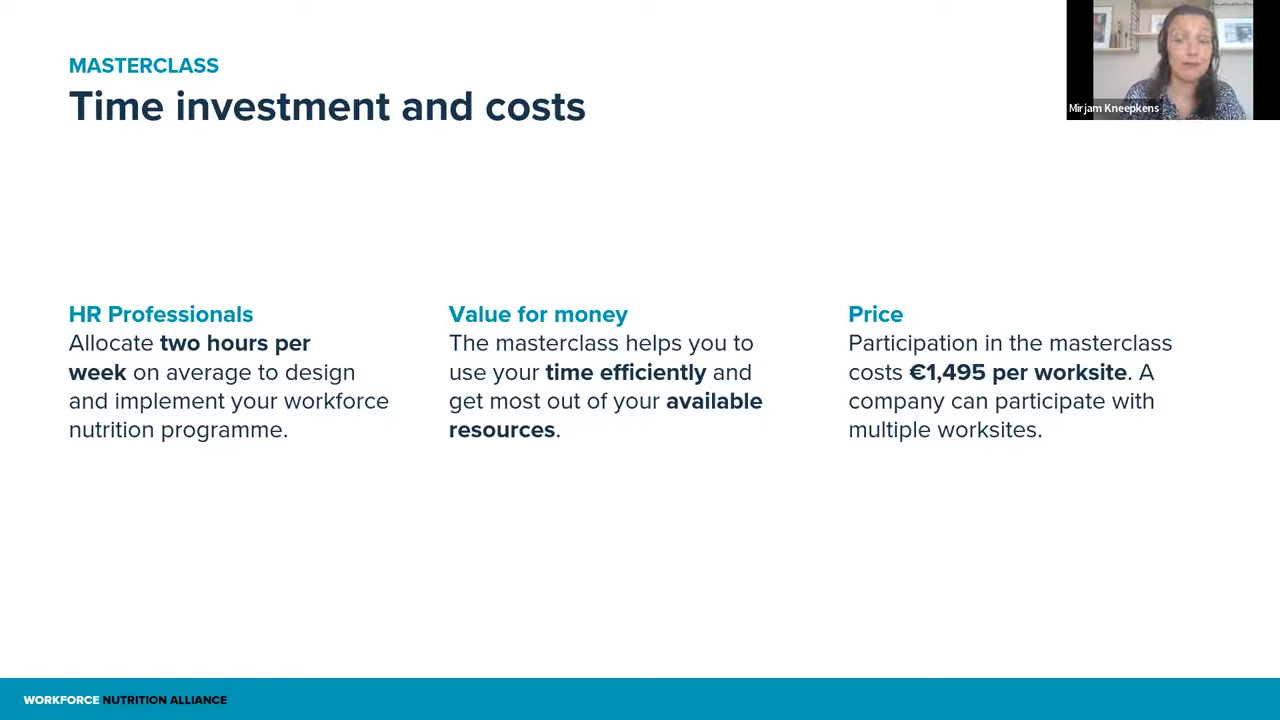 MASTERCLASS
Time investment and costs
Mirjam Kneepkens
HR Professionals
Allocate two hours per
week on average to design
and implement your workforce
nutrition programme.
Value for money
The masterclass helps you to
use your time efficiently and
get most out of your available
resources.
Price
Participation in the masterclass
costs €1,495 per worksite. A
company can participate with
multiple worksites.
WORKFORCE NUTRITION ALLIANCE